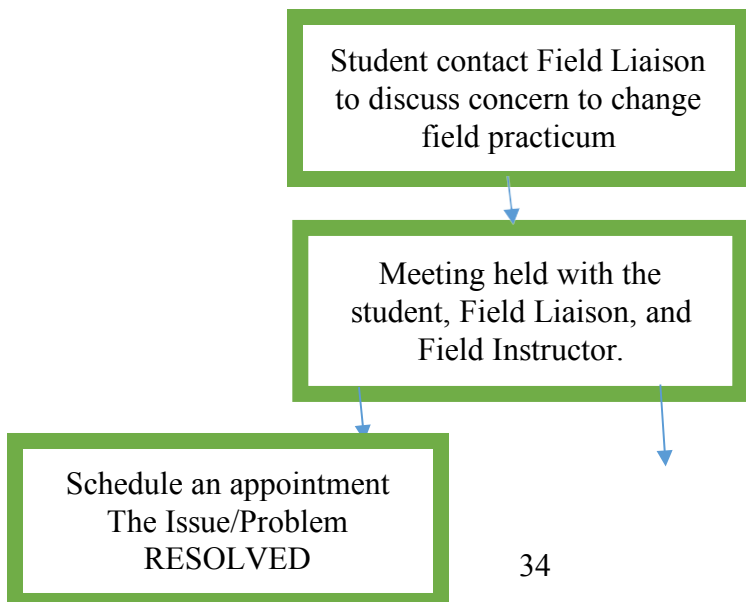 Student contact Field Liaison
to discuss concern to change
field practicum
Meeting held with the
student, Field Liaison, and
Field Instructor.
Schedule an appointment
The Issue/Problem
RESOLVED
34